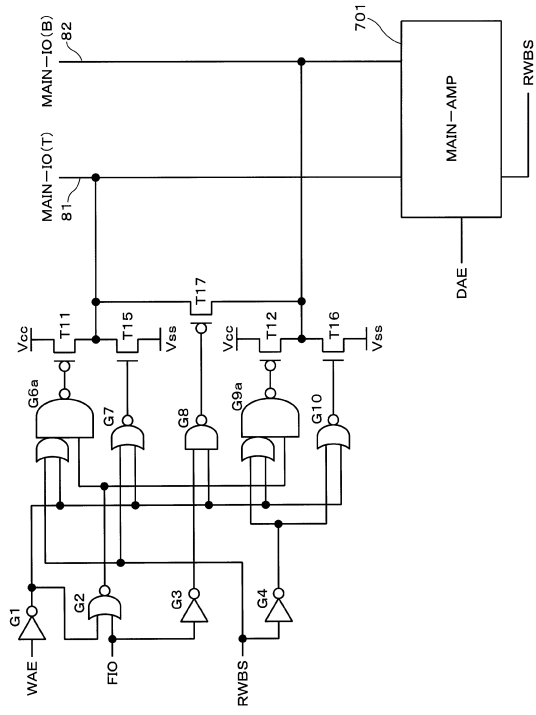 MAIN-IO(B)
82
MAIN-IO(T)
81
701
MAIN-AMP
RWBS
DAE
Vcc
T11
T15
Vss
T17
Vcc
T12
T16
Vss
G6a
G7
G8
G9a
G10
G1
G2
G3
G4
WAE
FIO
RWBS